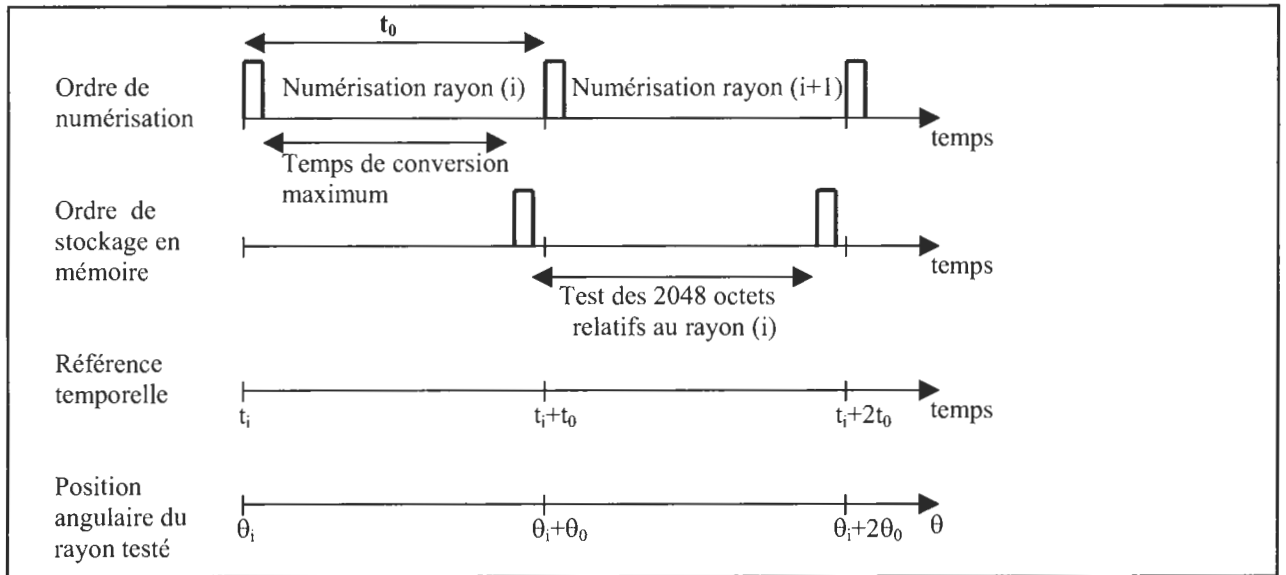 t₀
Ordre de
numérisation
Numérisation rayon (i)
Numérisation rayon (i+1)
temps
Temps de conversion
maximum
Ordre de
stockage en
mémoire
temps
Test des 2048 octets
relatifs au rayon (i)
Référence
temporelle
tᵢ
tᵢ+t₀
tᵢ+2t₀
temps
Position
angulaire du
rayon testé
θᵢ
θᵢ+θ₀
θᵢ+2θ₀
θ